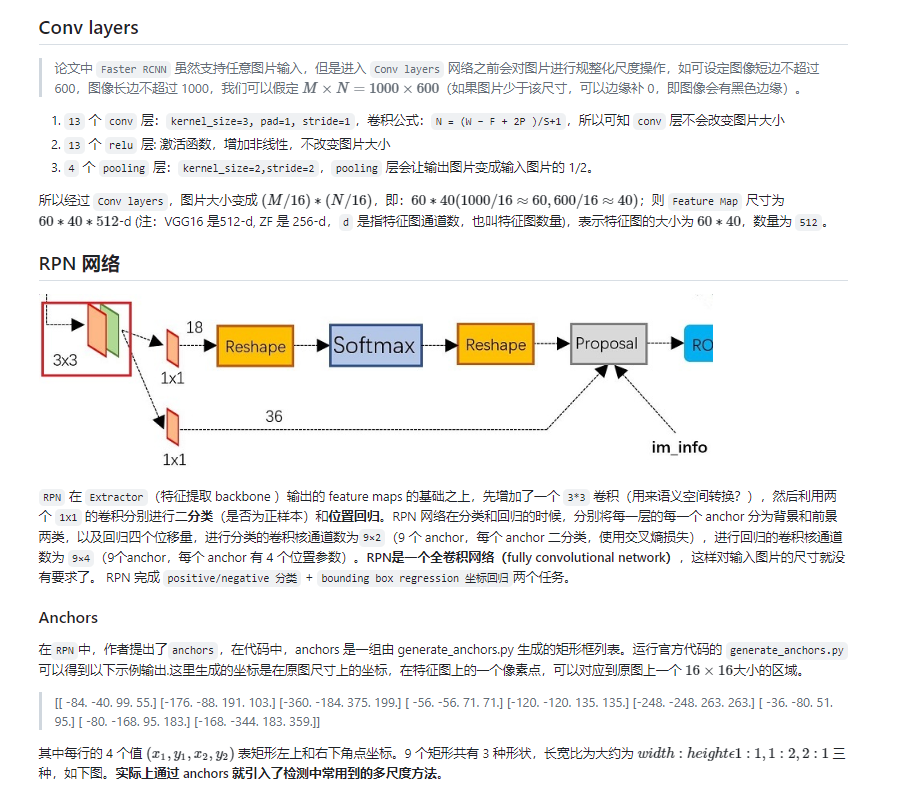 Conv layers
论文中 Faster RCNN 虽然支持任意图片输入，但是进入 Conv layers 网络之前会对图片进行规整化尺度操作，如可设定图像短边不超过
600，图像长边不超过 1000，我们可以假定 M × N = 1000 × 600（如果图片少于该尺寸，可以边缘补 0，即图像会有黑色边缘）。
1. 13 个 conv 层：kernel_size=3, pad=1, stride=1，卷积公式：N = (W − F + 2P )/S+1，所以可知 conv 层不会改变图片大小
2. 13 个 relu 层: 激活函数，增加非线性，不改变图片大小
3. 4 个 pooling 层：kernel_size=2,stride=2，pooling 层会让输出图片变成输入图片的 1/2。
所以经过 Conv layers，图片大小变成 (M/16) ∗ (N/16)，即：60 ∗ 40(1000/16 ≈ 60, 600/16 ≈ 40)；则 Feature Map 尺寸为
60 ∗ 40 ∗ 512-d (注：VGG16 是512-d, ZF 是 256-d，d 是指特征图通道数，也叫特征图数量)，表示特征图的大小为 60 ∗ 40，数量为 512。
RPN 网络
3x3
1x1
18
Reshape
Softmax
Reshape
Proposal
RO
36
1x1
im_info
RPN 在 Extractor（特征提取 backbone ）输出的 feature maps 的基础之上，先增加了一个 3*3 卷积（用来语义空间转换？），然后利用两
个 1x1 的卷积分别进行二分类（是否为正样本）和位置回归。RPN 网络在分类和回归的时候，分别将每一层的每一个 anchor 分为背景和前景
两类，以及回归四个位移量，进行分类的卷积核通道数为 9×2（9 个 anchor，每个 anchor 二分类，使用交叉熵损失），进行回归的卷积核通道
数为 9×4（9个anchor，每个 anchor 有 4 个位置参数）。RPN是一个全卷积网络（fully convolutional network），这样对输入图片的尺寸就没
有要求了。 RPN 完成 positive/negative 分类 + bounding box regression 坐标回归 两个任务。
Anchors
在 RPN 中，作者提出了 anchors，在代码中，anchors 是一组由 generate_anchors.py 生成的矩形框列表。运行官方代码的 generate_anchors.py
可以得到以下示例输出.这里生成的坐标是在原图尺寸上的坐标，在特征图上的一个像素点，可以对应到原图上一个 16 × 16大小的区域。
[[ -84. -40. 99. 55.] [-176. -88. 191. 103.] [-360. -184. 375. 199.] [ -56. -56. 71. 71.] [-120. -120. 135. 135.] [-248. -248. 263. 263.] [ -36. -80. 51.
95.] [ -80. -168. 95. 183.] [-168. -344. 183. 359.]]
其中每行的 4 个值 (x₁, y₁, x₂, y₂) 表矩形左上和右下角点坐标。9 个矩形共有 3 种形状，长宽比为大约为 width : heightϵ1 : 1, 1 : 2, 2 : 1 三
种，如下图。实际上通过 anchors 就引入了检测中常用到的多尺度方法。